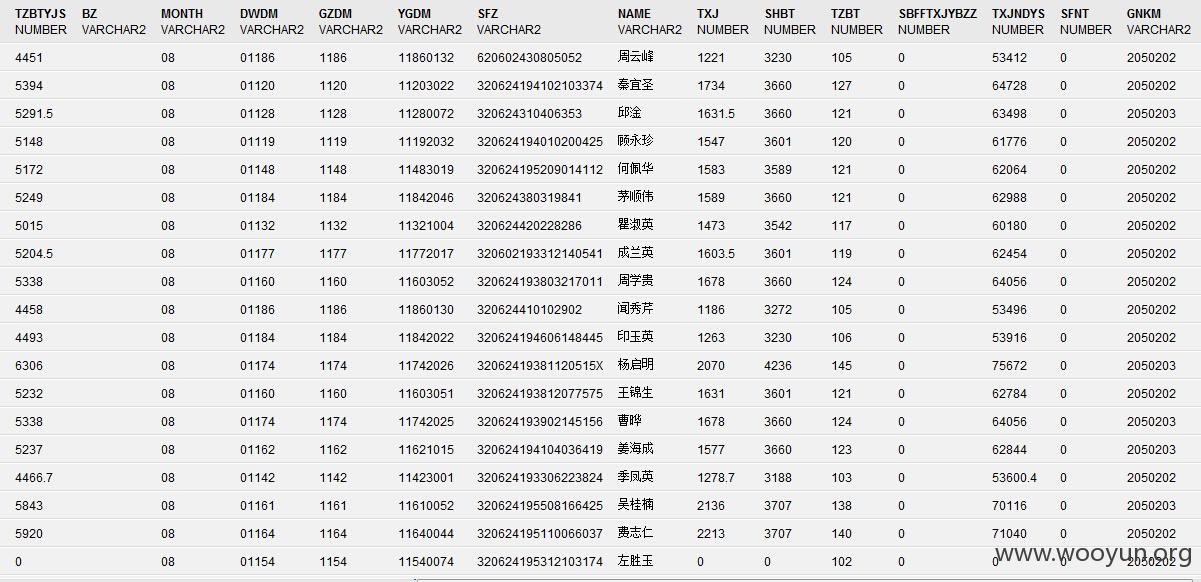 TZBTYJS BZ MONTH DWDM GZDM YGDM SFZ NAME TXJ SHBT TZBT SBFFTXJYBZZ TXJNDYS SFNT GNKM
NUMBER VARCHAR2 VARCHAR2 VARCHAR2 VARCHAR2 VARCHAR2 VARCHAR2 VARCHAR2 NUMBER NUMBER NUMBER NUMBER NUMBER NUMBER VARCHAR2
4451 08 01186 1186 11860132 620602430805052 周云峰 1221 3230 105 0 53412 0 2050202
5394 08 01120 1120 11203022 320624194102103374 秦宜圣 1734 3660 127 0 64728 0 2050202
5291.5 08 01128 1128 11280072 320624310406353 邱淦 1631.5 3660 121 0 63498 0 2050203
5148 08 01119 1119 11192032 320624194010200425 顾永珍 1547 3601 120 0 61776 0 2050202
5172 08 01148 1148 11483019 320624195209014112 何佩华 1583 3589 121 0 62064 0 2050202
5249 08 01184 1184 11842046 320624380319841 茅顺伟 1589 3660 121 0 62988 0 2050202
5015 08 01132 1132 11321004 320624420228286 瞿淑英 1473 3542 117 0 60180 0 2050202
5204.5 08 01177 1177 11772017 320602193312140541 成兰英 1603.5 3601 119 0 62454 0 2050202
5338 08 01160 1160 11603052 320624193803217011 周学贵 1678 3660 124 0 64056 0 2050202
4458 08 01186 1186 11860130 320624410102902 闻秀芹 1186 3272 105 0 53496 0 2050202
4493 08 01184 1184 11842022 320624194606148445 印玉英 1263 3230 106 0 53916 0 2050202
6306 08 01174 1174 11742026 32062419381120515X 杨启明 2070 4236 145 0 75672 0 2050203
5232 08 01160 1160 11603051 320624193812077575 王锦生 1631 3601 121 0 62784 0 2050202
5338 08 01174 1174 11742025 320624193902145156 曹晔 1678 3660 124 0 64056 0 2050203
5237 08 01162 1162 11621015 320624194104036419 姜海成 1577 3660 123 0 62844 0 2050203
4466.7 08 01142 1142 11423001 320624193306223824 季凤英 1278.7 3188 103 0 53600.4 0 2050202
5843 08 01161 1161 11610052 320624195508166425 吴桂楠 2136 3707 138 0 70116 0 2050203
5920 08 01164 1164 11640044 320624195110066037 费志仁 2213 3707 140 0 71040 0 2050202
0 08 01154 1154 11540074 320624195312103174 左胜玉 0 0 102 0 0 0 2050202
www.wooyun.org